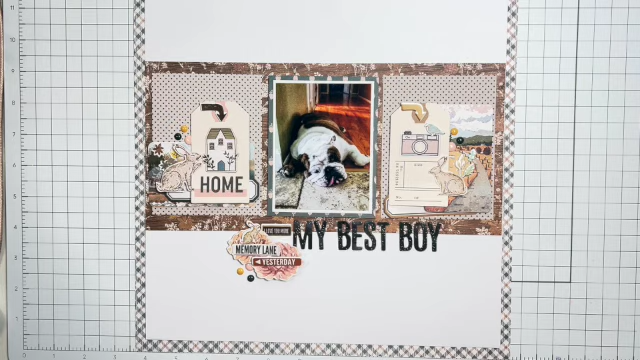 HOME
I LOVE YOU MORE
MY BEST BOY
MEMORY LANE
YESTERDAY